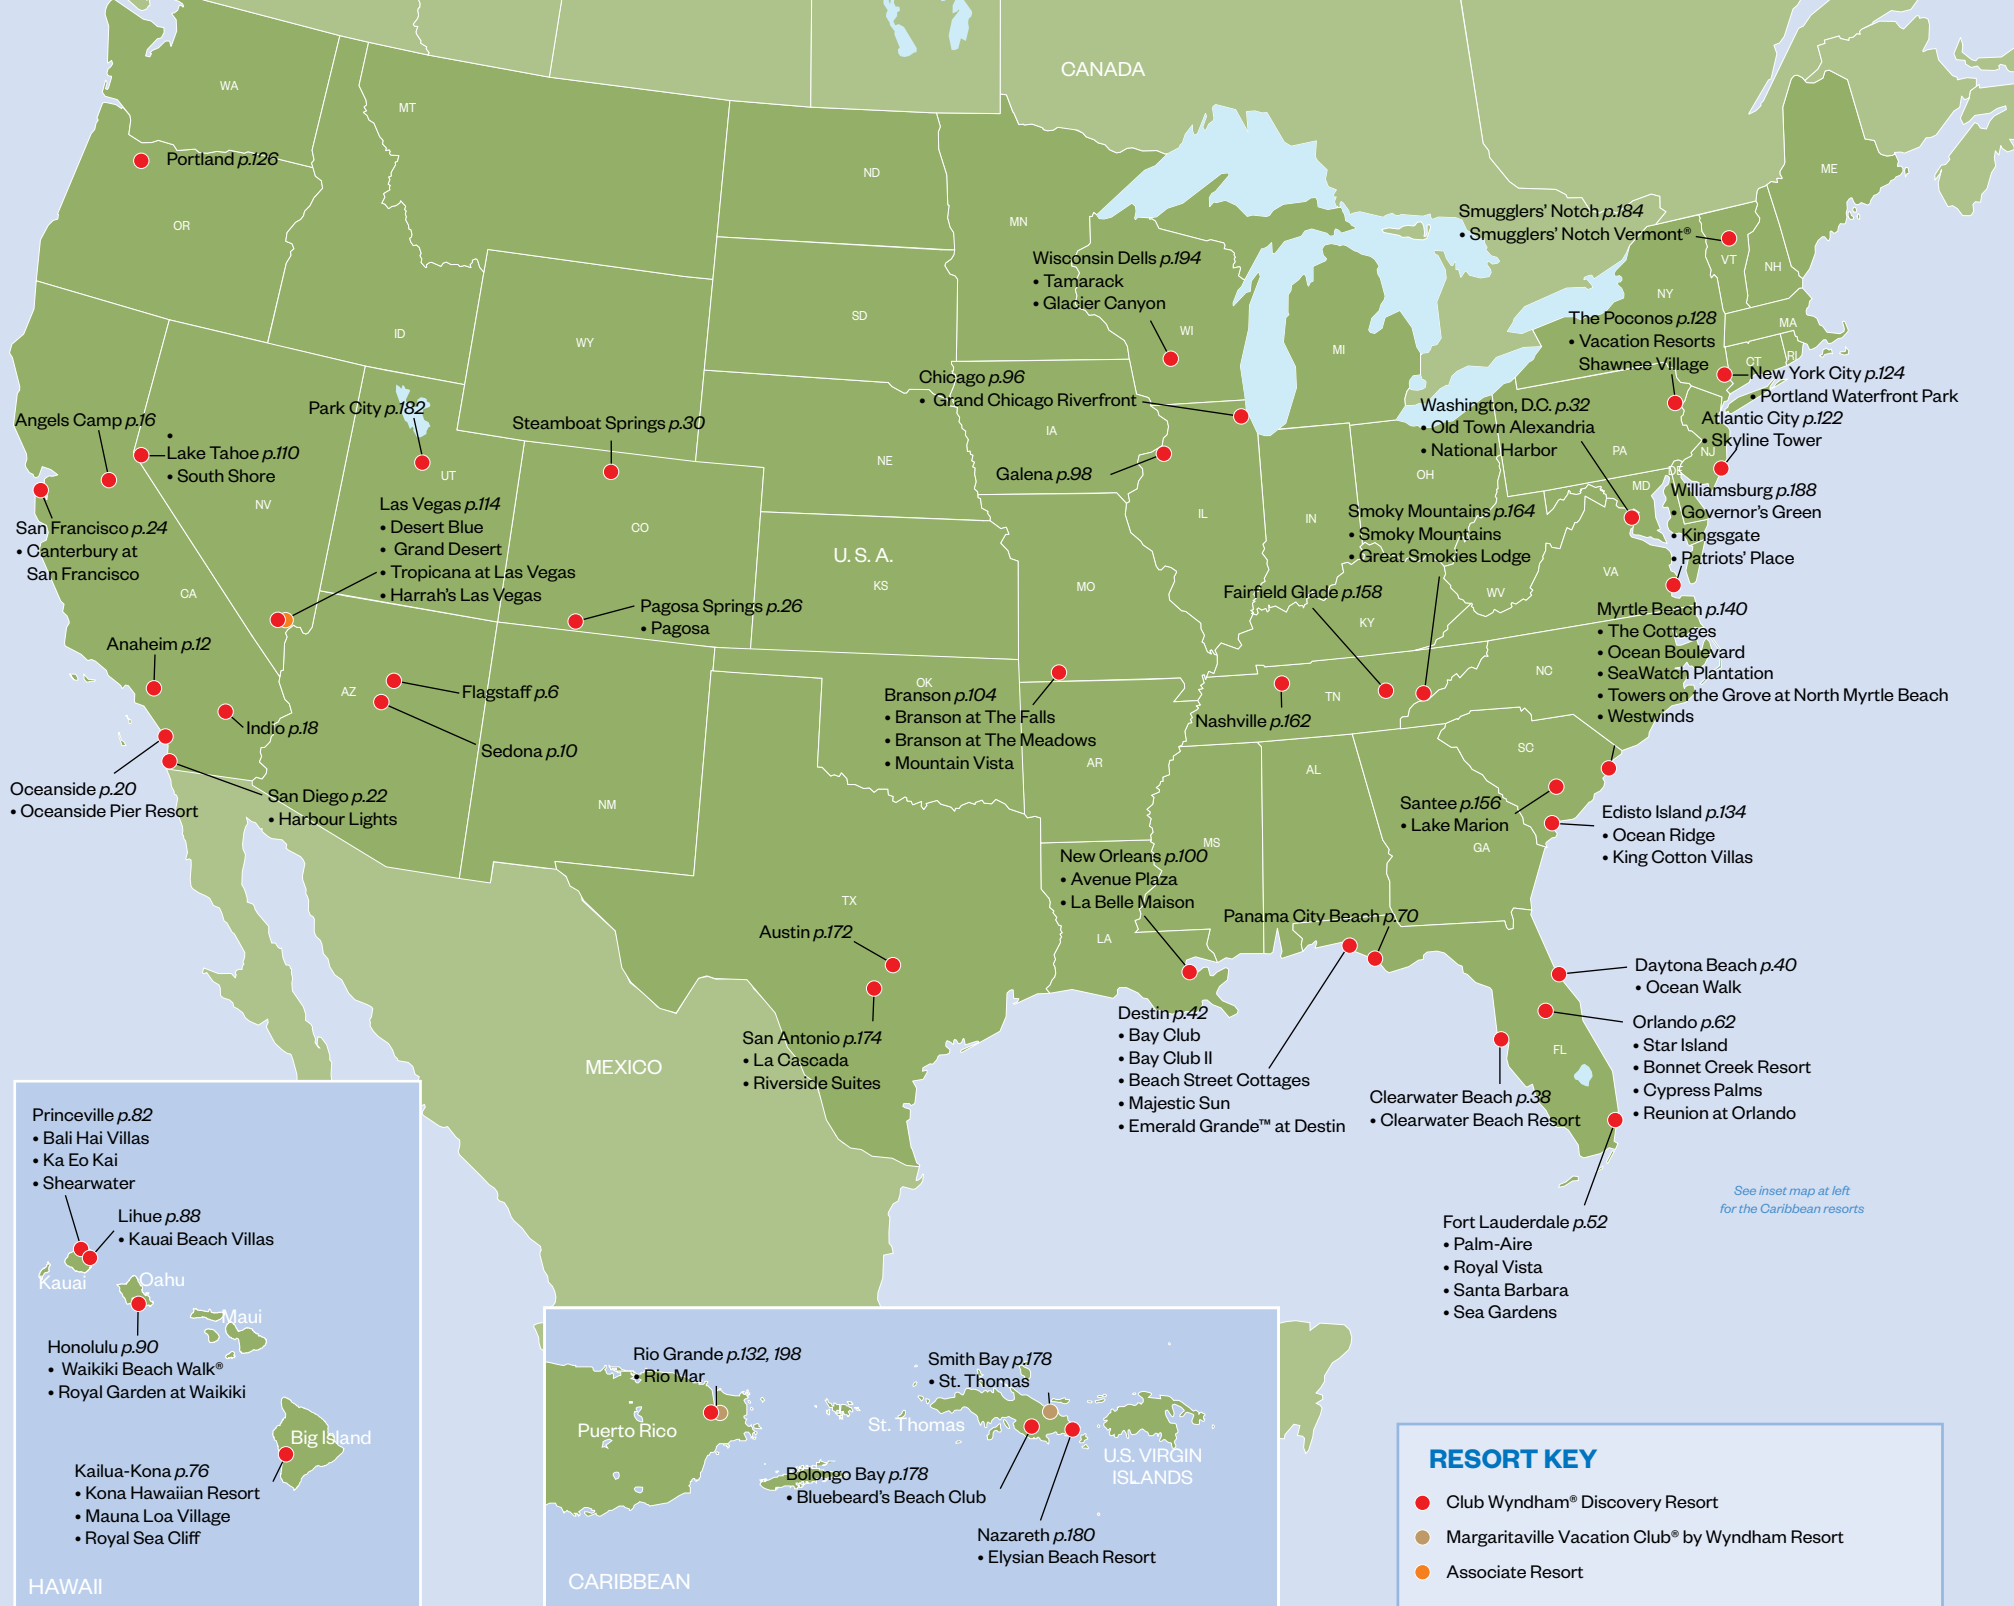 CANADA
WA
MT
ND
MN
ME
Portland p.126
OR
ID
WY
SD
WI
MI
NY
VT
NH
MA
CT
RI
Smugglers’ Notch p.184
• Smugglers’ Notch Vermont®
Wisconsin Dells p.194
• Tamarack
• Glacier Canyon
The Poconos p.128
• Vacation Resorts
Shawnee Village
New York City p.124
• Portland Waterfront Park
Chicago p.96
• Grand Chicago Riverfront
Washington, D.C. p.32
• Old Town Alexandria
• National Harbor
Atlantic City p.122
• Skyline Tower
Angels Camp p.16
•
Lake Tahoe p.110
• South Shore
Park City p.182
Steamboat Springs p.30
IA
NE
Galena p.98
OH
PA
NJ
DE
MD
UT
NV
CO
IL
IN
San Francisco p.24
• Canterbury at
San Francisco
Las Vegas p.114
• Desert Blue
• Grand Desert
• Tropicana at Las Vegas
• Harrah’s Las Vegas
Smoky Mountains p.164
• Smoky Mountains
• Great Smokies Lodge
Williamsburg p.188
• Governor’s Green
• Kingsgate
• Patriots’ Place
U. S. A.
KS
MO
CA
WV
VA
KY
Fairfield Glade p.158
Pagosa Springs p.26
• Pagosa
Myrtle Beach p.140
• The Cottages
• Ocean Boulevard
• SeaWatch Plantation
• Towers on the Grove at North Myrtle Beach
• Westwinds
Anaheim p.12
AZ
Flagstaff p.6
OK
TN
NC
Indio p.18
Sedona p.10
Branson p.104
• Branson at The Falls
• Branson at The Meadows
• Mountain Vista
Nashville p.162
SC
AR
AL
NM
Oceanside p.20
• Oceanside Pier Resort
San Diego p.22
• Harbour Lights
Santee p.156
• Lake Marion
Edisto Island p.134
• Ocean Ridge
• King Cotton Villas
MS
GA
New Orleans p.100
• Avenue Plaza
• La Belle Maison
TX
LA
Panama City Beach p.70
Austin p.172
Daytona Beach p.40
• Ocean Walk
San Antonio p.174
• La Cascada
• Riverside Suites
MEXICO
Destin p.42
• Bay Club
• Bay Club II
• Beach Street Cottages
• Majestic Sun
• Emerald Grande™ at Destin
Orlando p.62
• Star Island
• Bonnet Creek Resort
• Cypress Palms
• Reunion at Orlando
FL
Clearwater Beach p.38
• Clearwater Beach Resort
See inset map at left
for the Caribbean resorts
Fort Lauderdale p.52
• Palm-Aire
• Royal Vista
• Santa Barbara
• Sea Gardens
Princeville p.82
• Bali Hai Villas
• Ka Eo Kai
• Shearwater
Lihue p.88
• Kauai Beach Villas
Kauai
Oahu
Maui
Honolulu p.90
• Waikiki Beach Walk®
• Royal Garden at Waikiki
Big Island
Kailua-Kona p.76
• Kona Hawaiian Resort
• Mauna Loa Village
• Royal Sea Cliff
HAWAII
Rio Grande p.132, 198
• Rio Mar
Puerto Rico
Smith Bay p.178
• St. Thomas
St. Thomas
U.S. VIRGIN
ISLANDS
Bolongo Bay p.178
• Bluebeard’s Beach Club
Nazareth p.180
• Elysian Beach Resort
CARIBBEAN
RESORT KEY
Club Wyndham® Discovery Resort
Margaritaville Vacation Club® by Wyndham Resort
Associate Resort